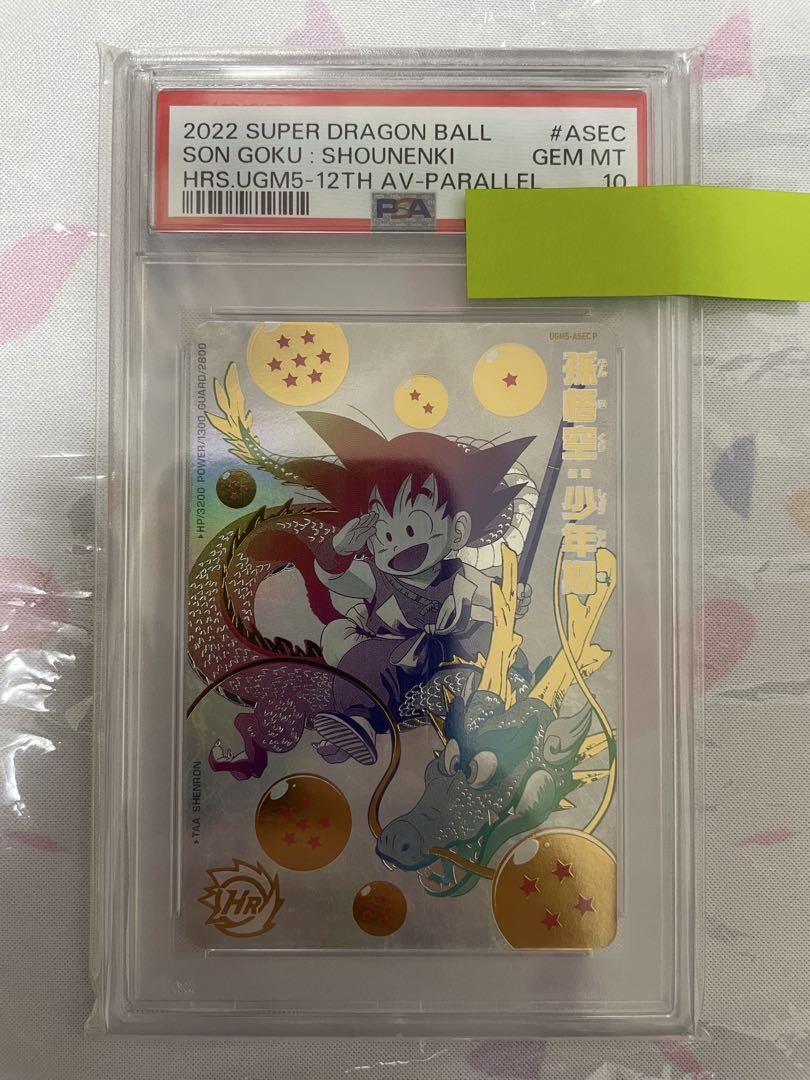 2022 SUPER DRAGON BALL #ASEC
SON GOKU : SHOUNENKI GEM MT
HRS.UGM5-12TH AV-PARALLEL 10
PSA
UGM5-ASEC P
孫悟空:少年期
▸HP/3200 POWER/1300 GUARD/2800
▸TAA SHENRON
HR